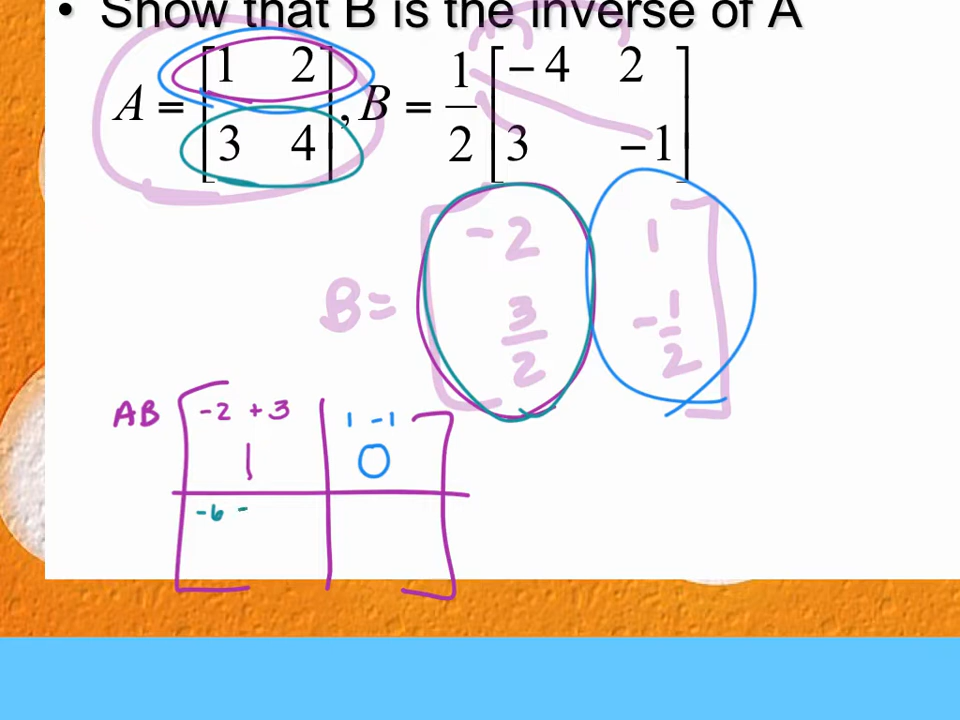 • Show that B is the inverse of A
A = [1 2
3 4], B = 1/2 [-4 2
3 -1]
B = [-2 1
3/2 -1/2]
AB [-2 +3 1 -1
1 0
-6 -